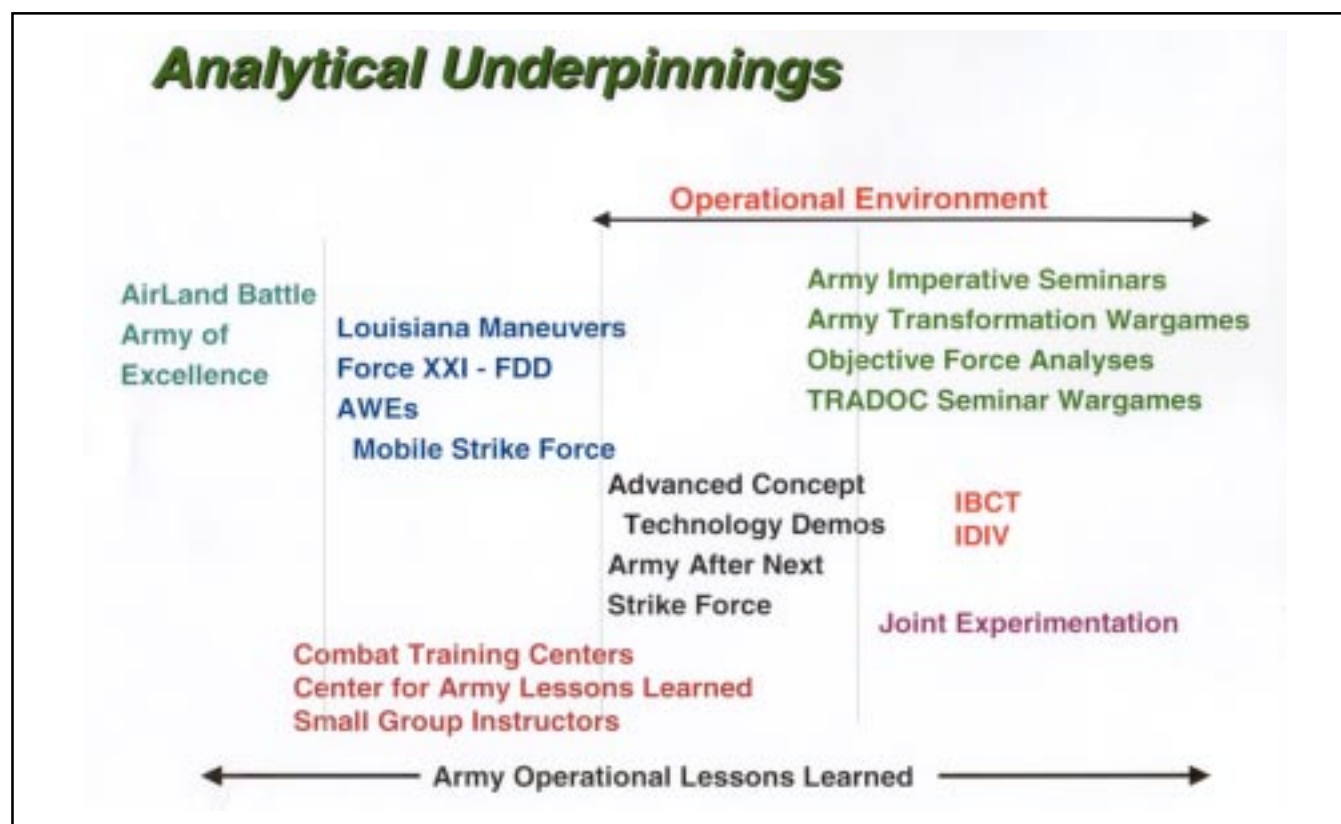 Analytical Underpinnings
Operational Environment
AirLand Battle
Army of
Excellence
Louisiana Maneuvers
Force XXI - FDD
AWEs
Mobile Strike Force
Army Imperative Seminars
Army Transformation Wargames
Objective Force Analyses
TRADOC Seminar Wargames
Advanced Concept
Technology Demos
Army After Next
Strike Force
IBCT
IDIV
Joint Experimentation
Combat Training Centers
Center for Army Lessons Learned
Small Group Instructors
Army Operational Lessons Learned